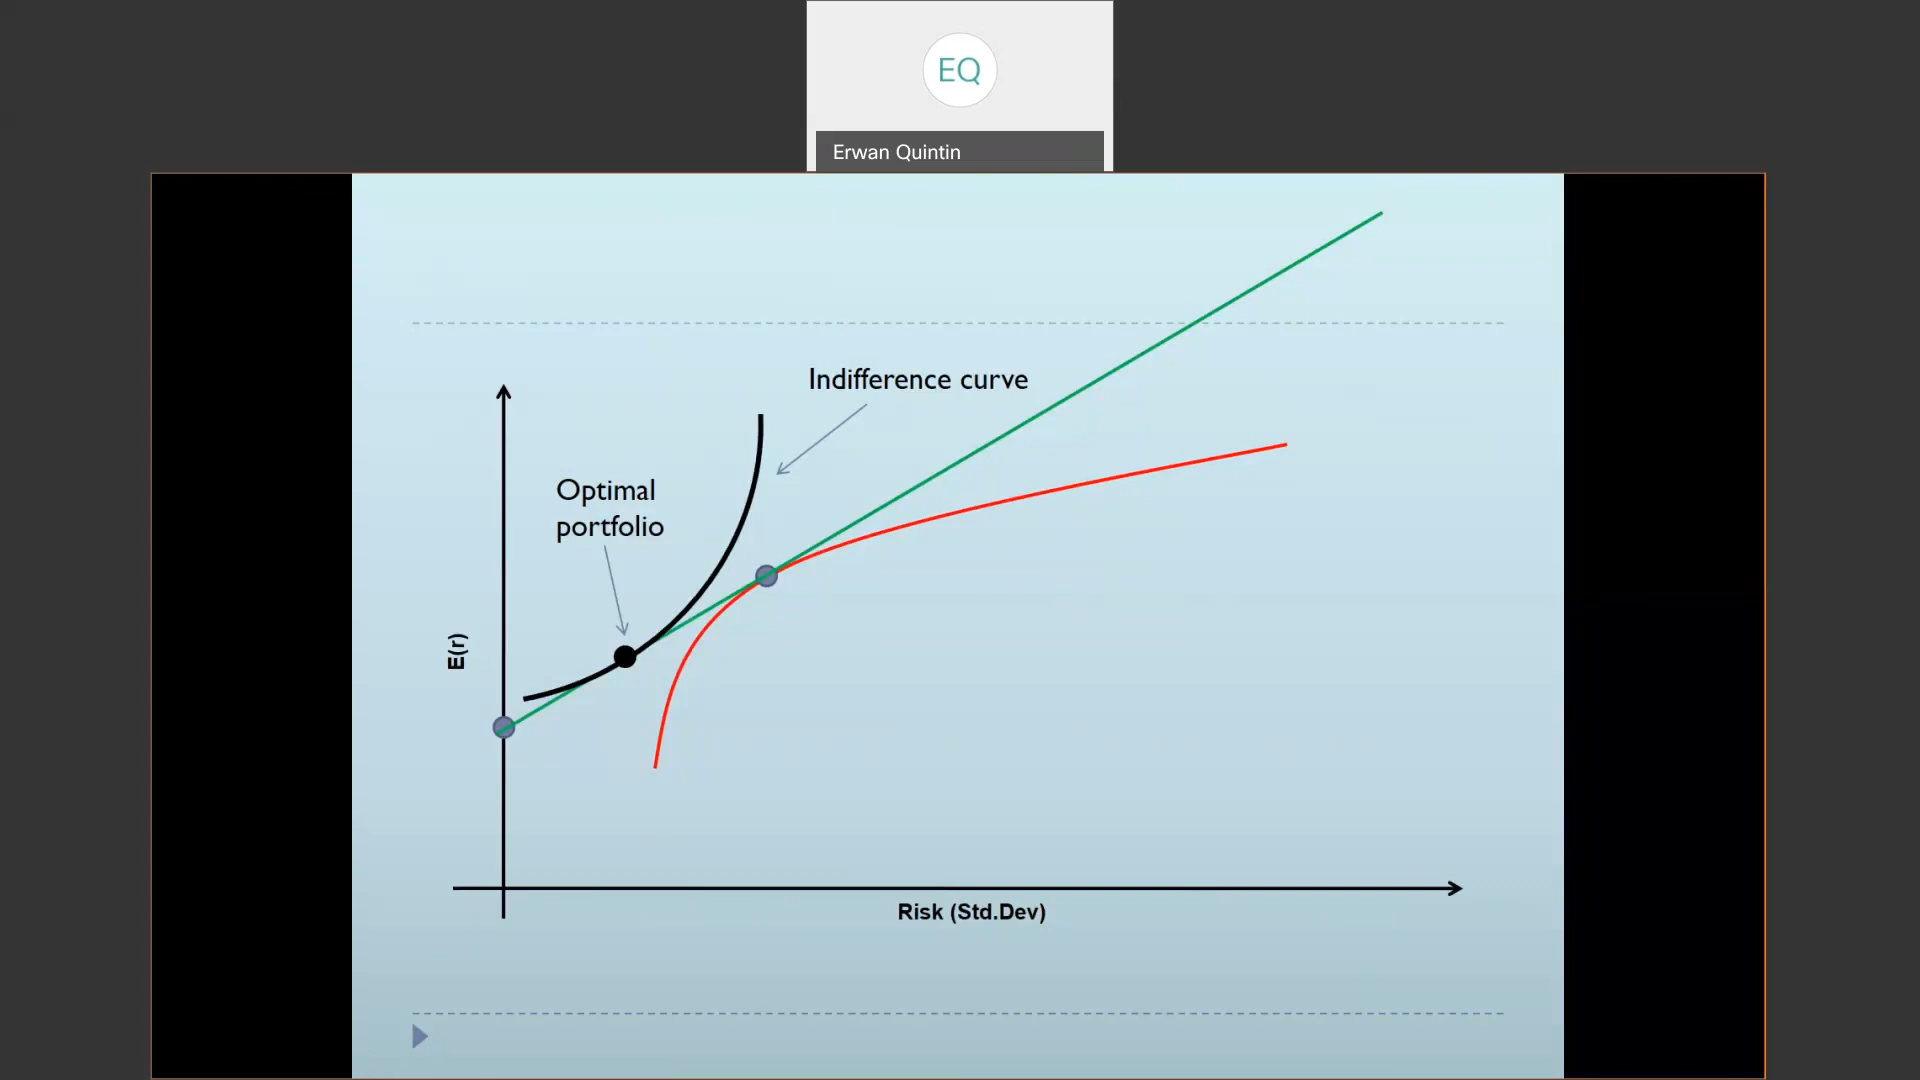 EQ
Erwan Quintin
Indifference curve
Optimal
portfolio
E(r)
Risk (Std.Dev)